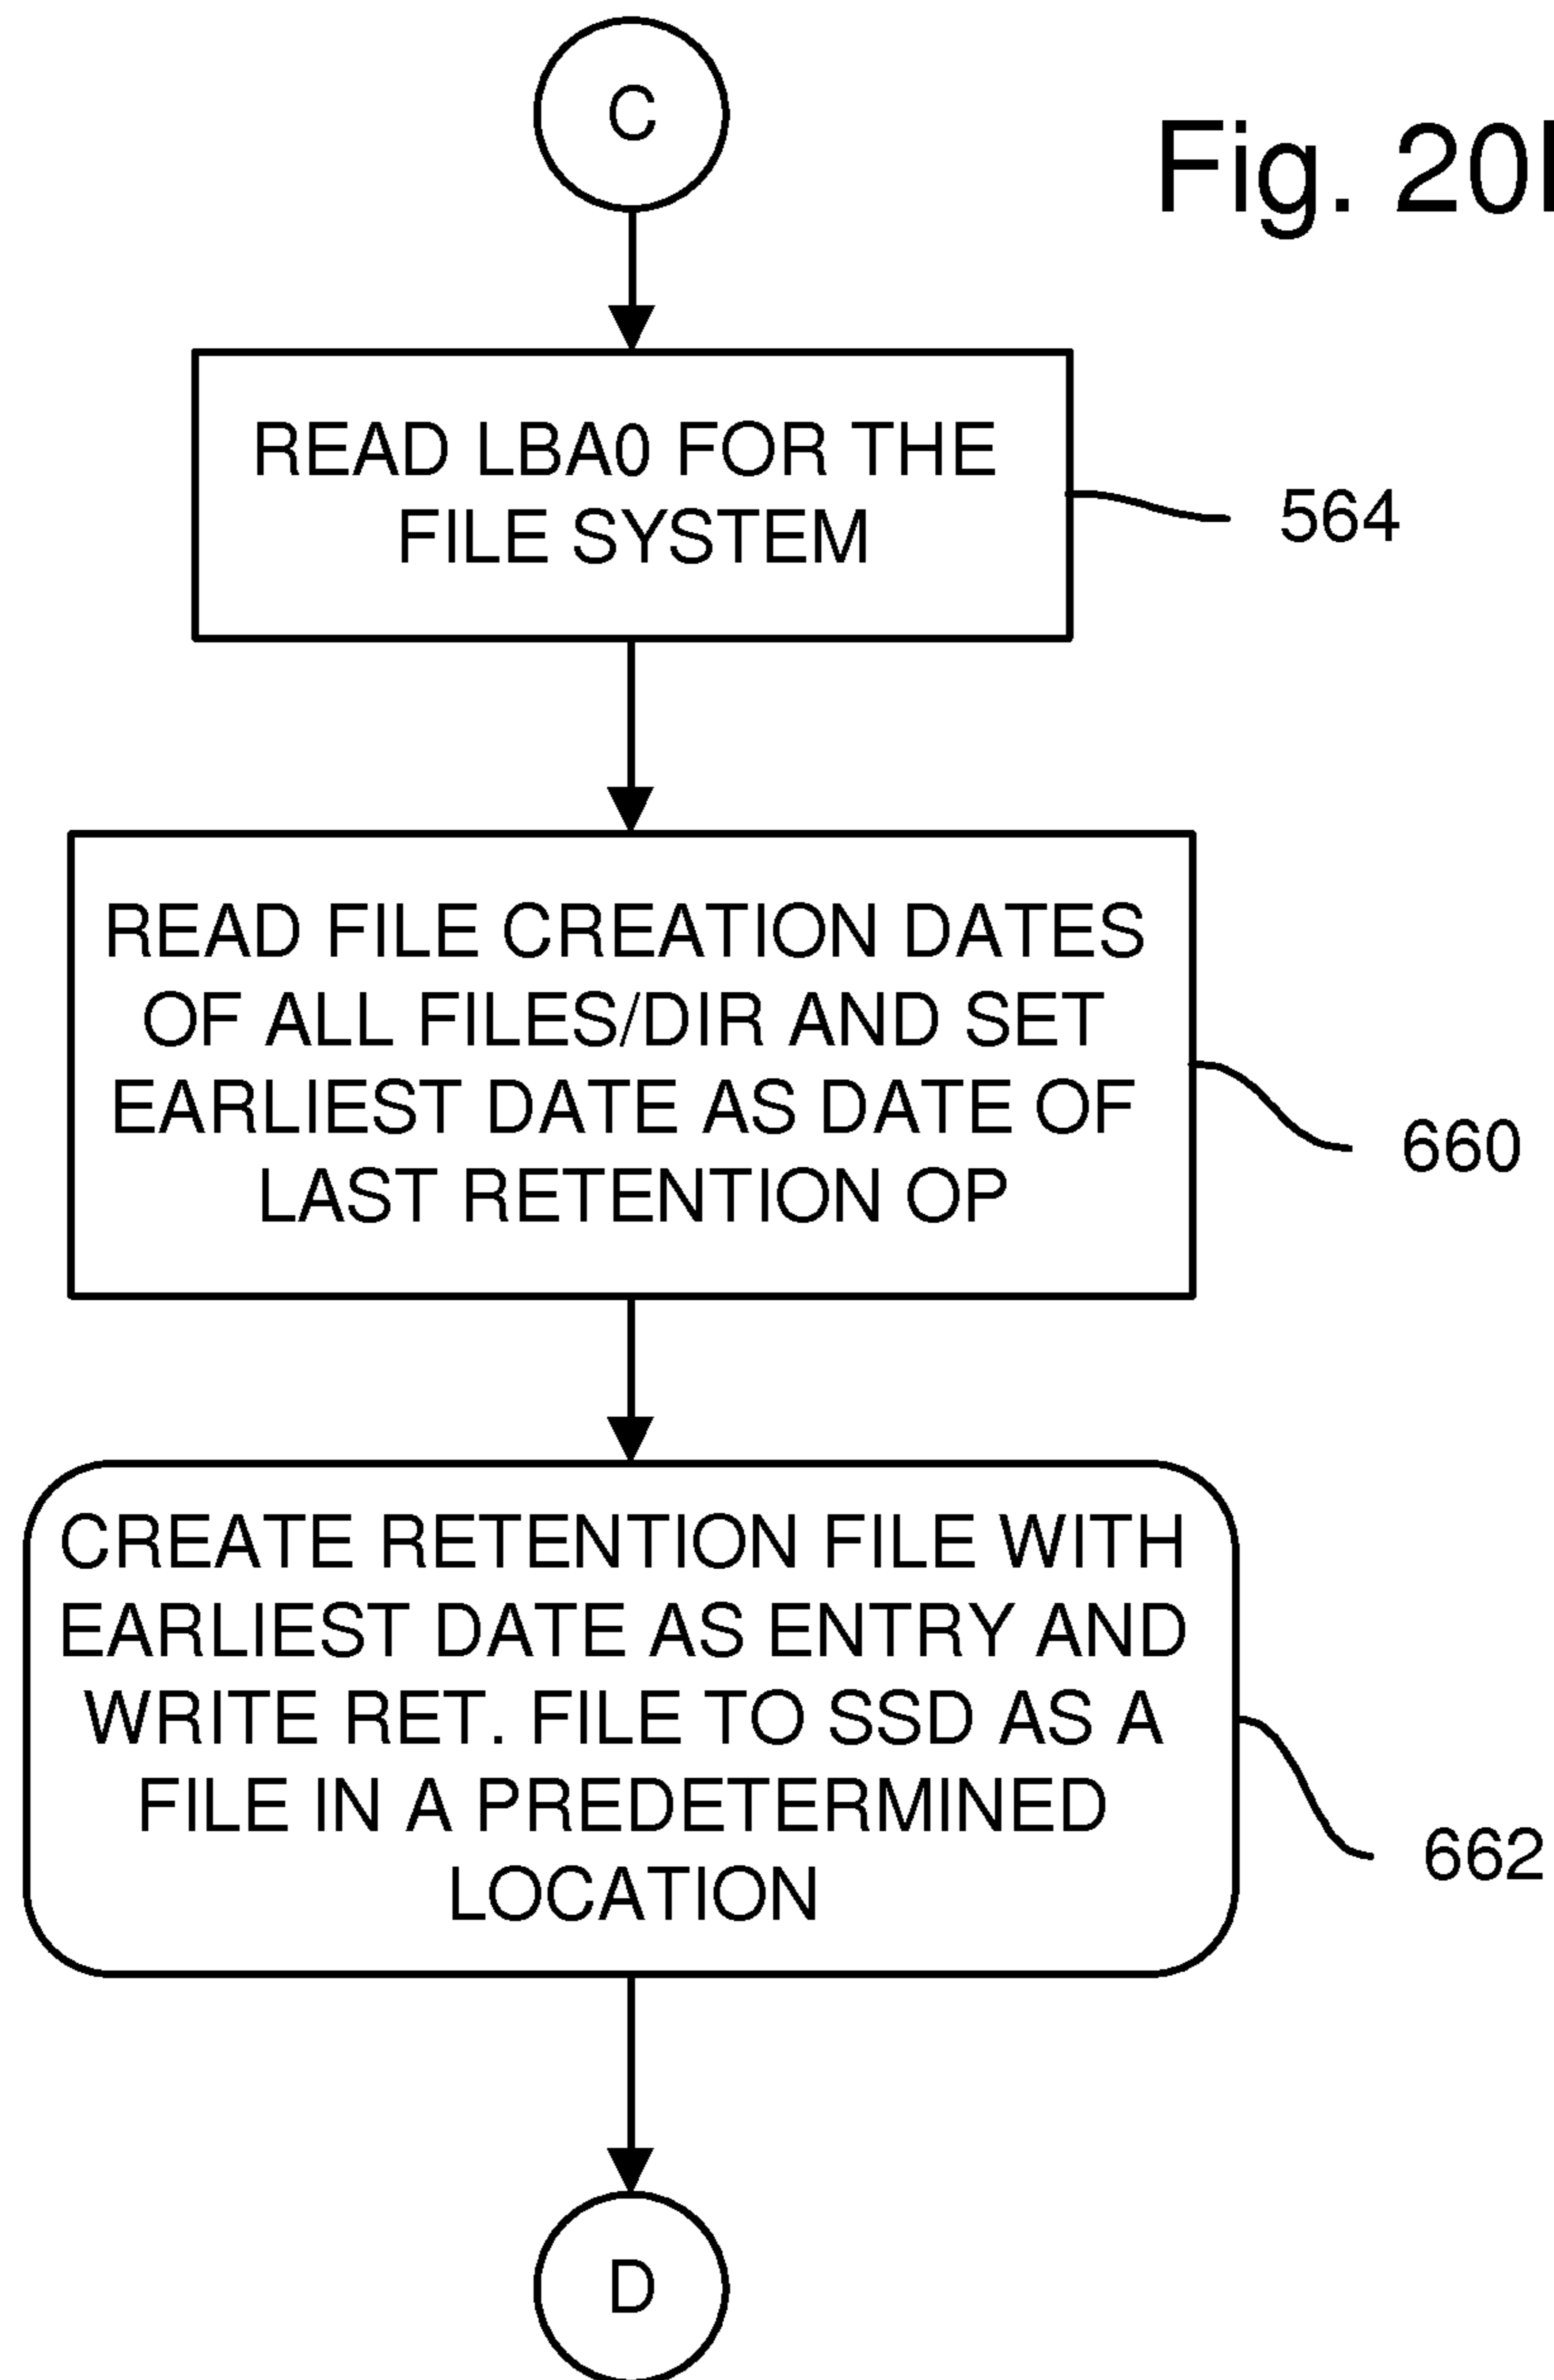 C
Fig. 20
READ LBA0 FOR THE
FILE SYSTEM
564
READ FILE CREATION DATES
OF ALL FILES/DIR AND SET
EARLIEST DATE AS DATE OF
LAST RETENTION OP
660
CREATE RETENTION FILE WITH
EARLIEST DATE AS ENTRY AND
WRITE RET. FILE TO SSD AS A
FILE IN A PREDETERMINED
LOCATION
662
D